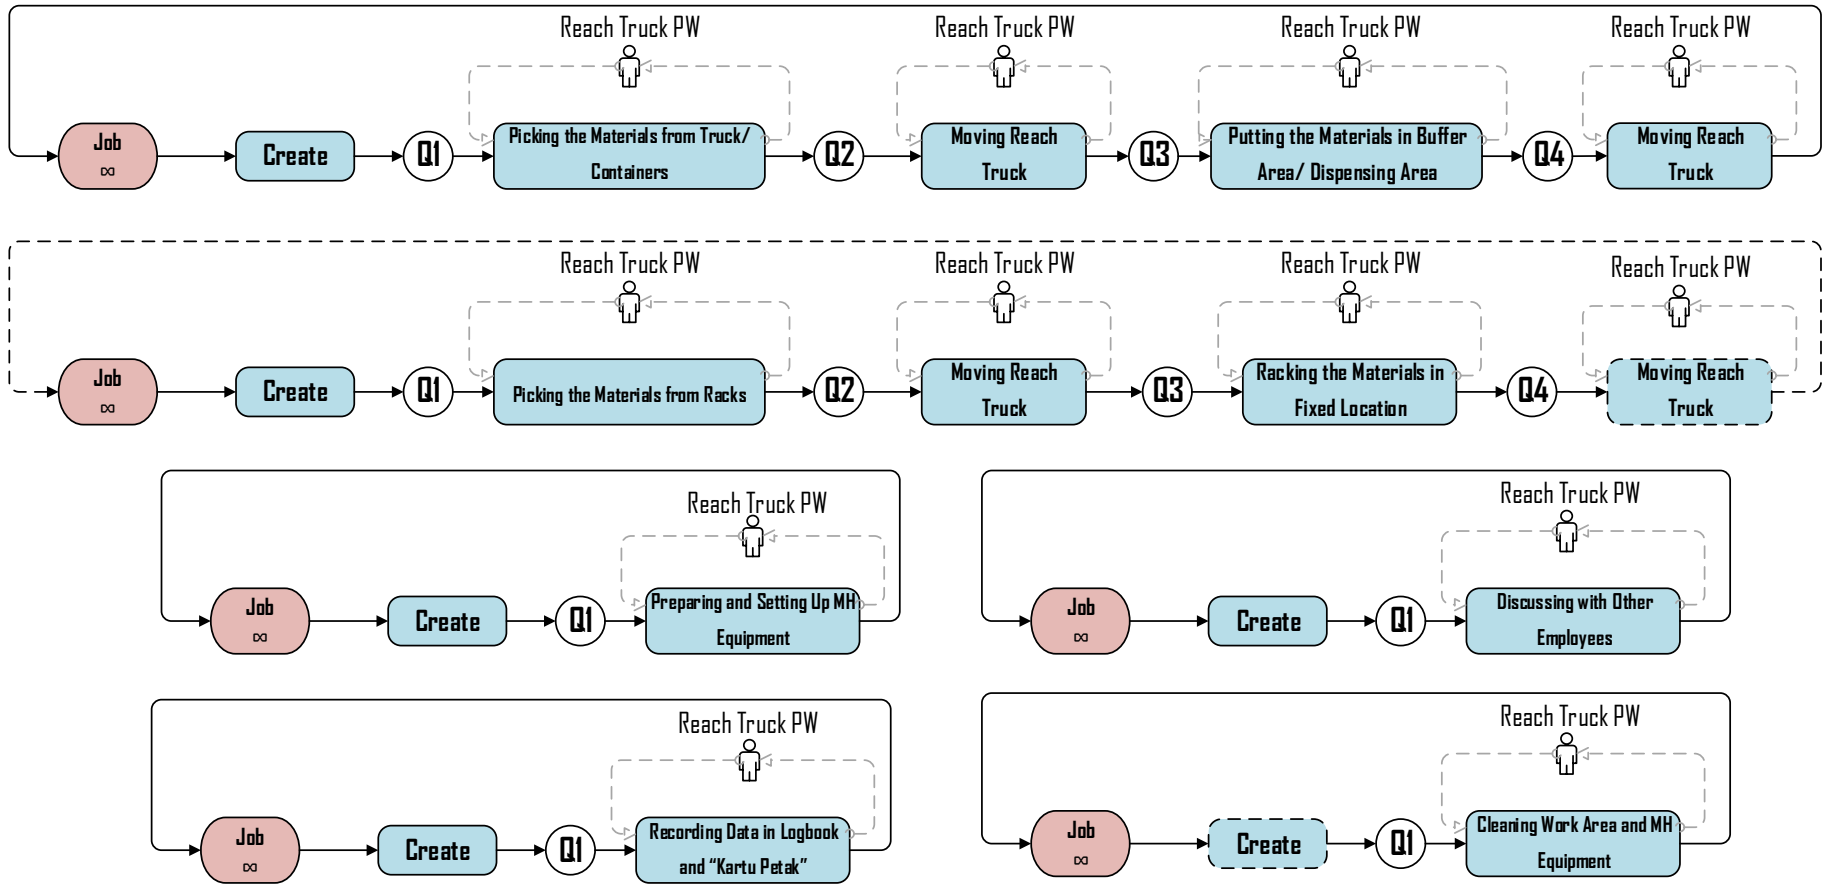 Reach Truck PW
Reach Truck PW
Reach Truck PW
Reach Truck PW
Job
∞
Create
Q1
Picking the Materials from Truck/
Containers
Q2
Moving Reach
Truck
Q3
Putting the Materials in Buffer
Area/ Dispensing Area
Q4
Moving Reach
Truck
Reach Truck PW
Reach Truck PW
Reach Truck PW
Reach Truck PW
Job
∞
Create
Q1
Picking the Materials from Racks
Q2
Moving Reach
Truck
Q3
Racking the Materials in
Fixed Location
Q4
Moving Reach
Truck
Reach Truck PW
Job
∞
Create
Q1
Preparing and Setting Up MH
Equipment
Reach Truck PW
Job
∞
Create
Q1
Discussing with Other
Employees
Reach Truck PW
Job
∞
Create
Q1
Recording Data in Logbook
and “Kartu Petak”
Reach Truck PW
Job
∞
Create
Q1
Cleaning Work Area and MH
Equipment